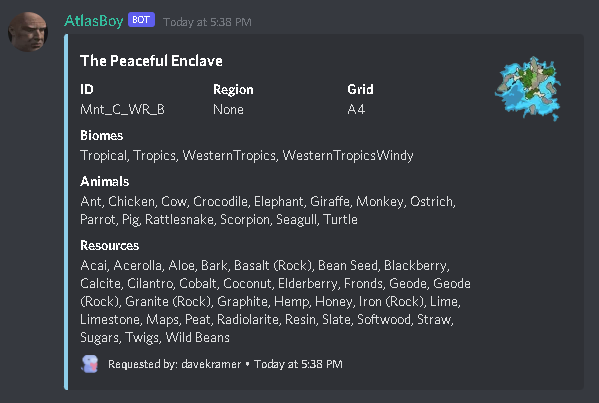 AtlasBoy BOT Today at 5:38 PM
The Peaceful Enclave
ID Region Grid
Mnt_C_WR_B None A4
Biomes
Tropical, Tropics, WesternTropics, WesternTropicsWindy
Animals
Ant, Chicken, Cow, Crocodile, Elephant, Giraffe, Monkey, Ostrich,
Parrot, Pig, Rattlesnake, Scorpion, Seagull, Turtle
Resources
Acai, Acerolla, Aloe, Bark, Basalt (Rock), Bean Seed, Blackberry,
Calcite, Cilantro, Cobalt, Coconut, Elderberry, Fronds, Geode, Geode
(Rock), Granite (Rock), Graphite, Hemp, Honey, Iron (Rock), Lime,
Limestone, Maps, Peat, Radiolarite, Resin, Slate, Softwood, Straw,
Sugars, Twigs, Wild Beans
Requested by: davekramer • Today at 5:38 PM